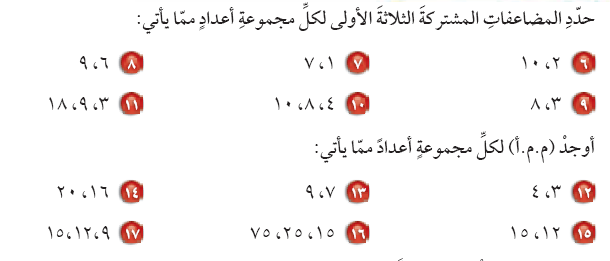 حدّدِ المضاعفاتِ المشتركةَ الثلاثةَ الأولى لكلِّ مجموعةِ أعدادٍ ممّا يأتي:
٦ ٢، ١٠ ٧ ١، ٧ ٨ ٦، ٩
٩ ٣، ٨ ١٠ ٤، ٨، ١٠ ١١ ٣، ٩، ١٨
أوجدْ (م.م.أ) لكلِّ مجموعةِ أعدادٍ ممّا يأتي:
١٢ ٣، ٤ ١٣ ٧، ٩ ١٤ ١٦، ٢٠
١٥ ١٢، ١٥ ١٦ ١٥، ٢٥، ٧٥ ١٧ ٩، ١٢، ١٥